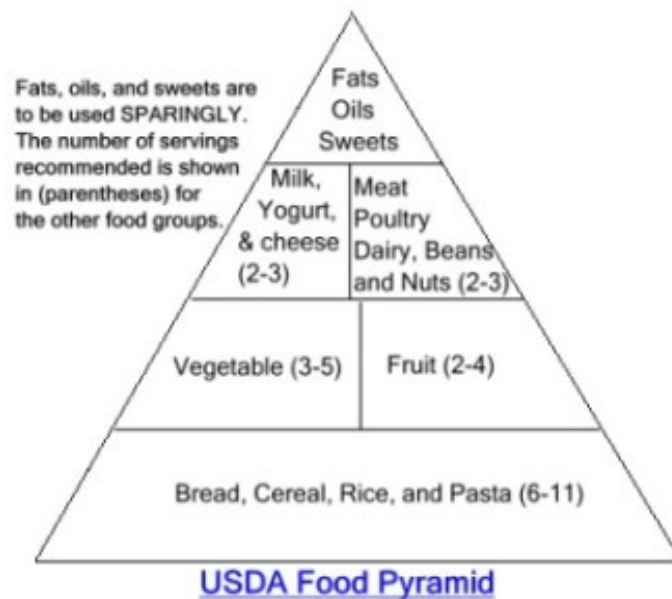 Fats, oils, and sweets are
to be used SPARINGLY.
The number of servings
recommended is shown
in (parentheses) for
the other food groups.
Fats
Oils
Sweets
Milk,
Yogurt,
& cheese
(2-3)
Meat
Poultry
Dairy, Beans
and Nuts (2-3)
Vegetable (3-5)
Fruit (2-4)
Bread, Cereal, Rice, and Pasta (6-11)
USDA Food Pyramid